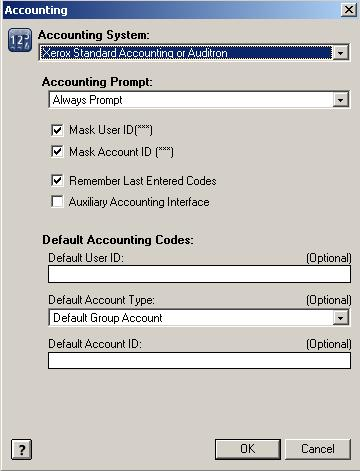 Accounting
123
Accounting System:
Xerox Standard Accounting or Auditron
Accounting Prompt:
Always Prompt
Mask User ID(***)
Mask Account ID (***)
Remember Last Entered Codes
Auxiliary Accounting Interface
Default Accounting Codes:
Default User ID: (Optional)
Default Account Type: (Optional)
Default Group Account
Default Account ID: (Optional)
? OK Cancel